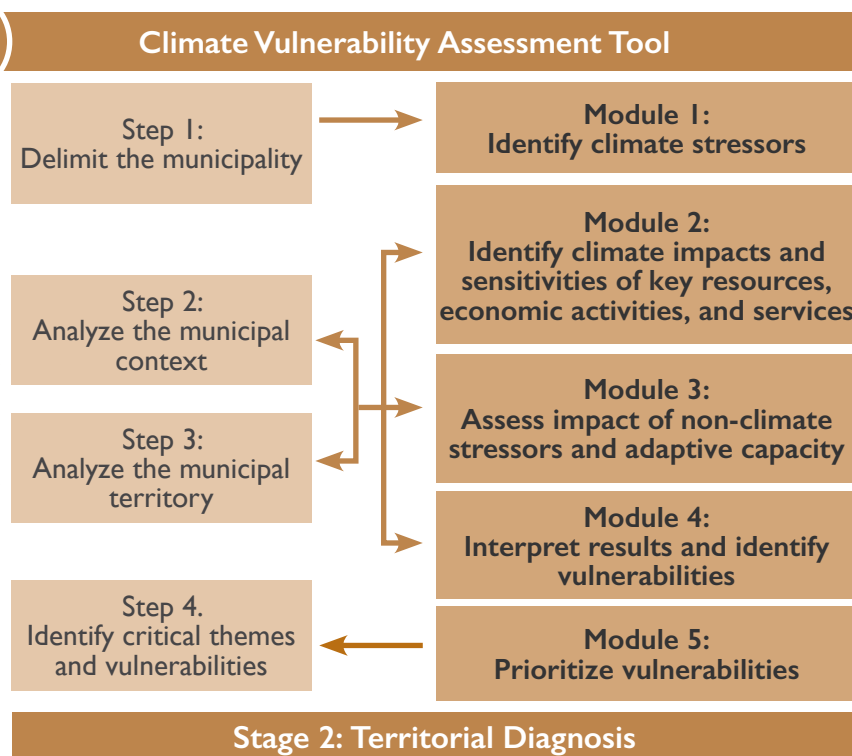 Climate Vulnerability Assessment Tool
Step 1:
Delimit the municipality
Module 1:
Identify climate stressors
Module 2:
Identify climate impacts and
sensitivities of key resources,
economic activities, and services
Step 2:
Analyze the municipal
context
Module 3:
Assess impact of non-climate
stressors and adaptive capacity
Step 3:
Analyze the municipal
territory
Module 4:
Interpret results and identify
vulnerabilities
Step 4.
Identify critical themes
and vulnerabilities
Module 5:
Prioritize vulnerabilities
Stage 2: Territorial Diagnosis